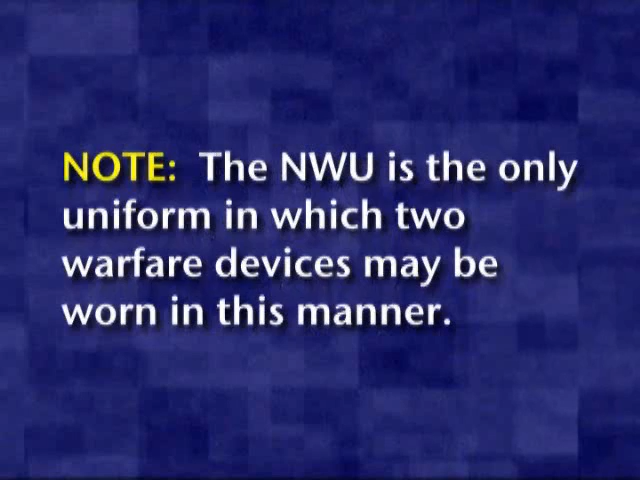 NOTE: The NWU is the only
uniform in which two
warfare devices may be
worn in this manner.